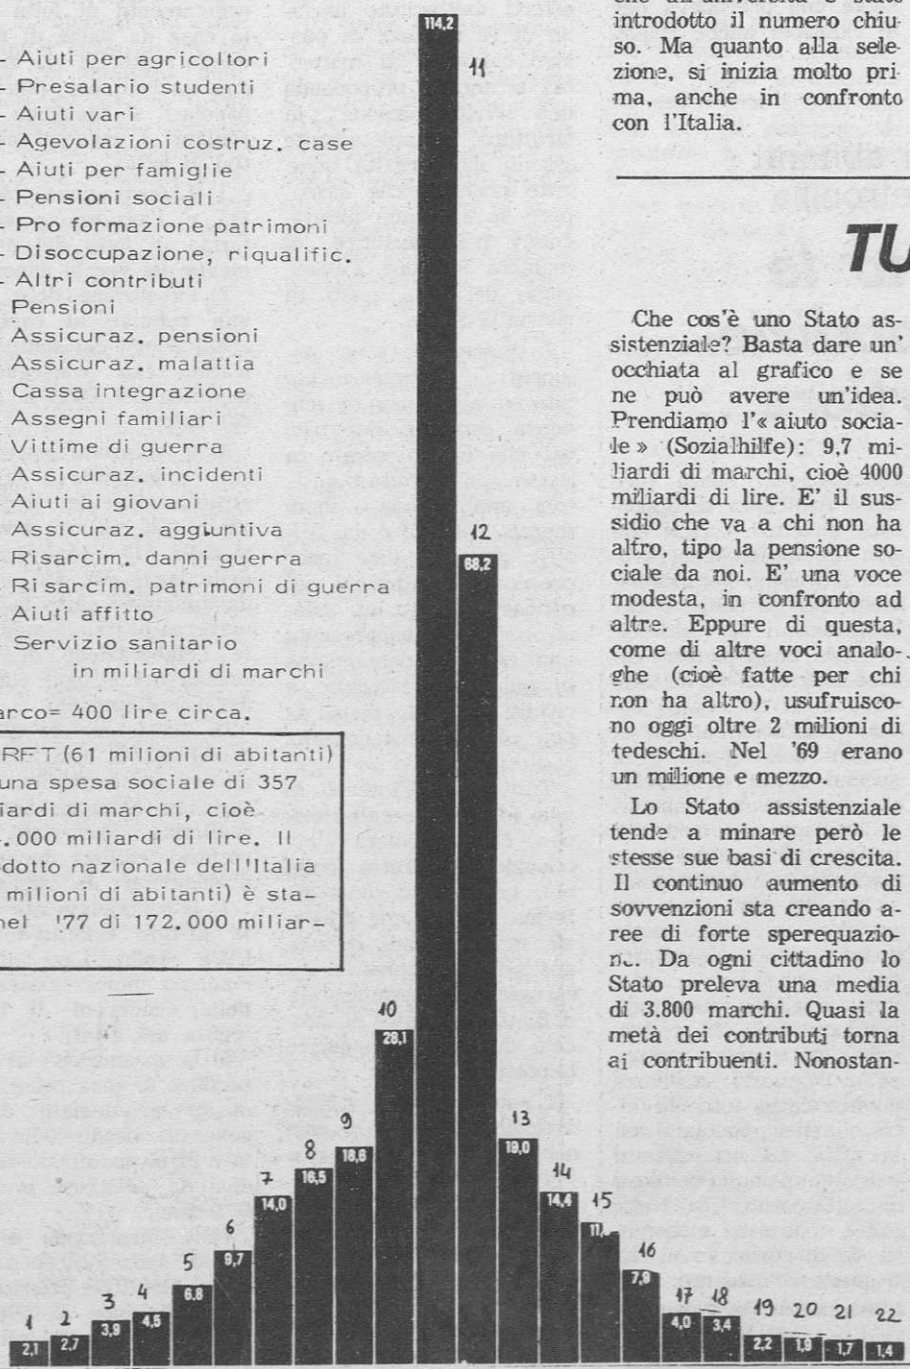 - Aiuti per agricoltori
- Presalario studenti
- Aiuti vari
- Agevolazioni costruz. case
- Aiuti per famiglie
- Pensioni sociali
- Pro formazione patrimoni
- Disoccupazione, riqualific.
- Altri contributi
Pensioni
Assicuraz. pensioni
Assicuraz. malattia
Cassa integrazione
Assegni familiari
Vittime di guerra
Assicuraz. incidenti
- Aiuti ai giovani
Assicuraz. aggiuntiva
- Risarcim. danni guerra
- Risarcim. patrimoni di guerra
- Aiuti affitto
- Servizio sanitario
in miliardi di marchi
arco= 400 lire circa.
RFT (61 milioni di abitanti)
una spesa sociale di 357
iardi di marchi, cioè
.000 miliardi di lire. Il
dotto nazionale dell'Italia
milioni di abitanti) è sta-
nel '77 di 172.000 miliar-
1 2 3 4 5 6 7 8 9 10 11 12 13 14 15 16 17 18 19 20 21 22
2,1 2,7 3,9 4,5 6,8 9,7 14,0 16,5 18,6 28,1 114,2 68,2 19,0 14,4 7,9 4,0 3,4 2,2 1,9 1,7 1,4
introdotto il numero chiu-
so. Ma quanto alla sele-
zione, si inizia molto pri-
ma, anche in confronto
con l'Italia.
TU
Che cos'è uno Stato as-
sistenziale? Basta dare un'
occhiata al grafico e se
ne può avere un'idea.
Prendiamo l'« aiuto socia-
le » (Sozialhilfe): 9,7 mi-
liardi di marchi, cioè 4000
miliardi di lire. E' il sus-
sidio che va a chi non ha
altro, tipo la pensione so-
ciale da noi. E' una voce
modesta, in confronto ad
altre. Eppure di questa,
come di altre voci analo-
ghe (cioè fatte per chi
non ha altro), usufruisco-
no oggi oltre 2 milioni di
tedeschi. Nel '69 erano
un milione e mezzo.
Lo Stato assistenziale
tende a minare però le
stesse sue basi di crescita.
Il continuo aumento di
sovvenzioni sta creando a-
ree di forte sperequazio-
ne. Da ogni cittadino lo
Stato preleva una media
di 3.800 marchi. Quasi la
metà dei contributi torna
ai contribuenti. Nonostan-